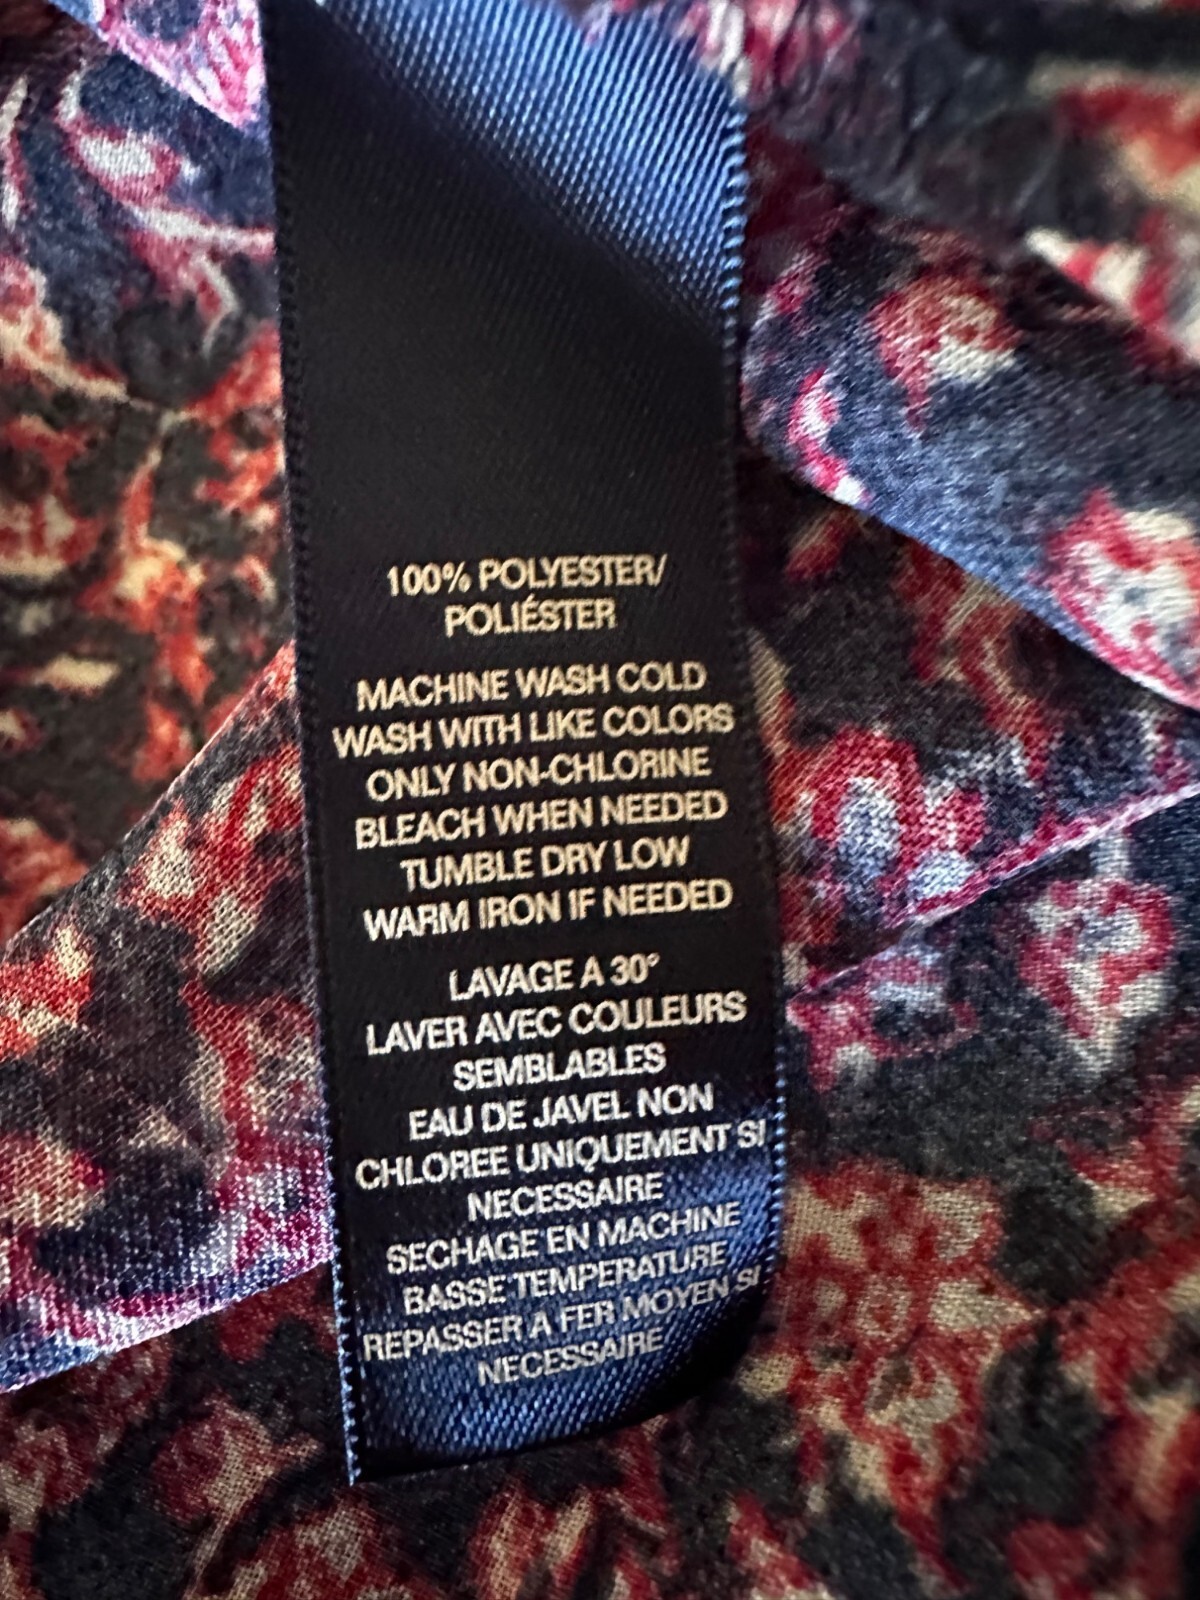 100% POLYESTER/
POLIÉSTER
MACHINE WASH COLD
WASH WITH LIKE COLORS
ONLY NON-CHLORINE
BLEACH WHEN NEEDED
TUMBLE DRY LOW
WARM IRON IF NEEDED
LAVAGE A 30°
LAVER AVEC COULEURS
SEMBLABLES
EAU DE JAVEL NON
CHLOREE UNIQUEMENT SI
NECESSAIRE
SECHAGE EN MACHINE
BASSE TEMPERATURE
REPASSER A FER MOYEN SI
NECESSAIRE